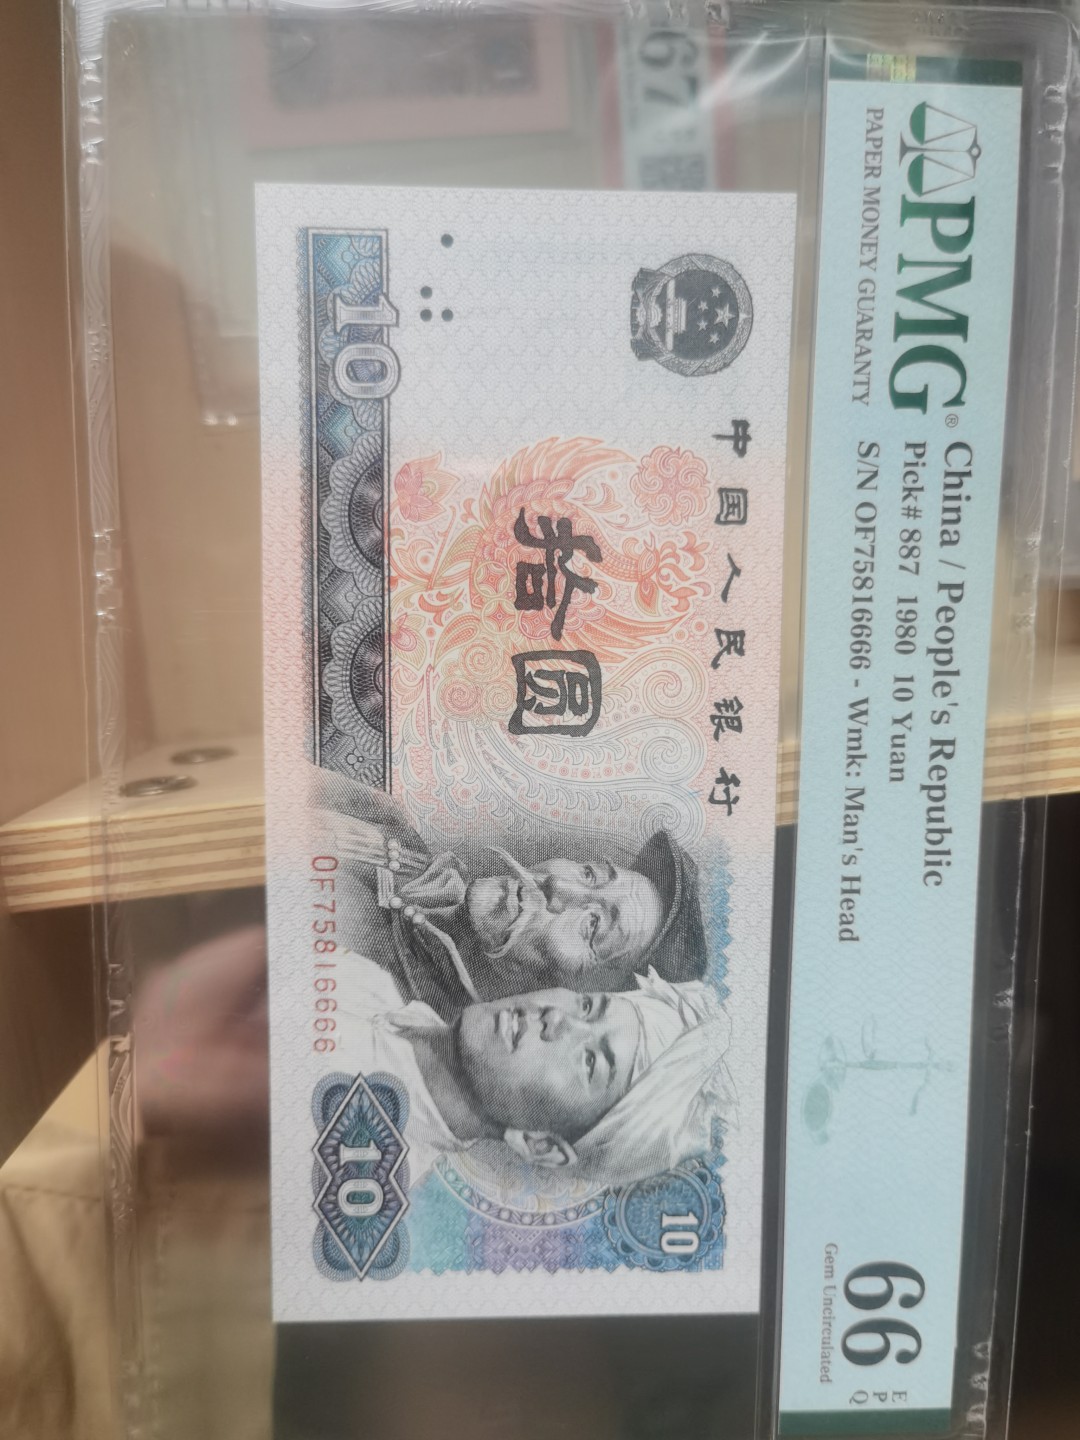 PMG®
PAPER MONEY GUARANTY
China / People's Republic
Pick# 887 1980 10 Yuan
S/N OF75816666 - Wmk: Man's Head
66
EPQ
Gem Uncirculated
中国人民银行
拾圆
10
OF75816666
10
10
67